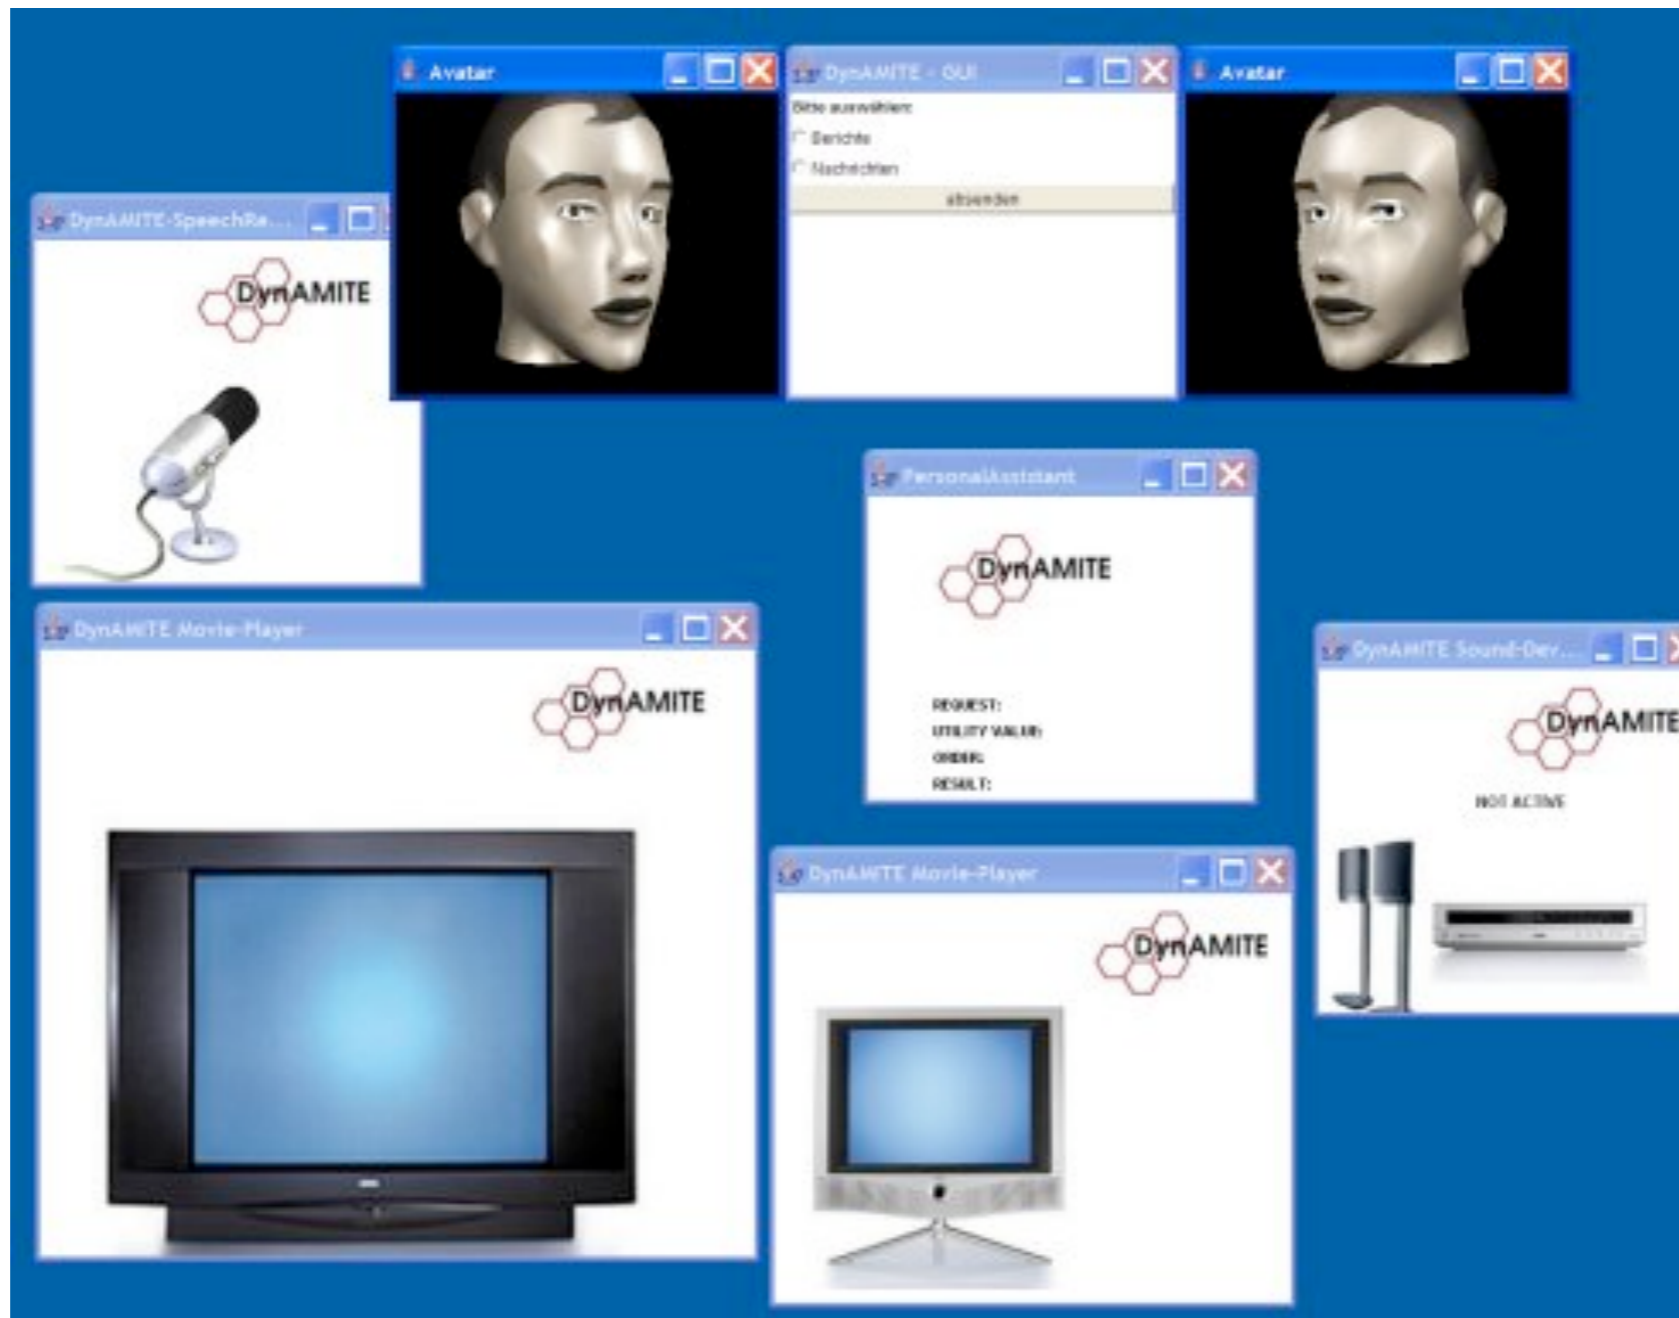 Avatar
DynAMITE - GUI
Avatar
Bitte auswählen:
Berichte
Nachrichten
absenden
DynAMITE-SpeechRe...
DynAMITE
PersonalAssistant
DynAMITE
REQUEST:
UTILITY VALUE:
ORDER:
RESULT:
DynAMITE Movie-Player
DynAMITE
DynAMITE Sound-Dev...
DynAMITE
NOT ACTIVE
DynAMITE Movie-Player
DynAMITE